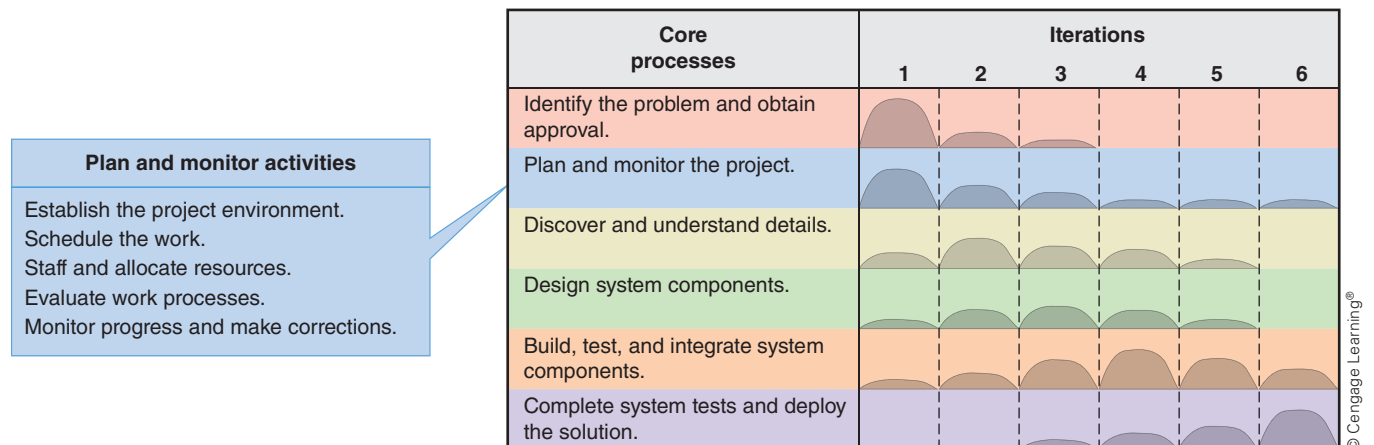 Core
processes
Iterations
1 2 3 4 5 6
Identify the problem and obtain
approval.
Plan and monitor the project.
Discover and understand details.
Design system components.
Build, test, and integrate system
components.
Complete system tests and deploy
the solution.
Plan and monitor activities
Establish the project environment.
Schedule the work.
Staff and allocate resources.
Evaluate work processes.
Monitor progress and make corrections.
© Cengage Learning®